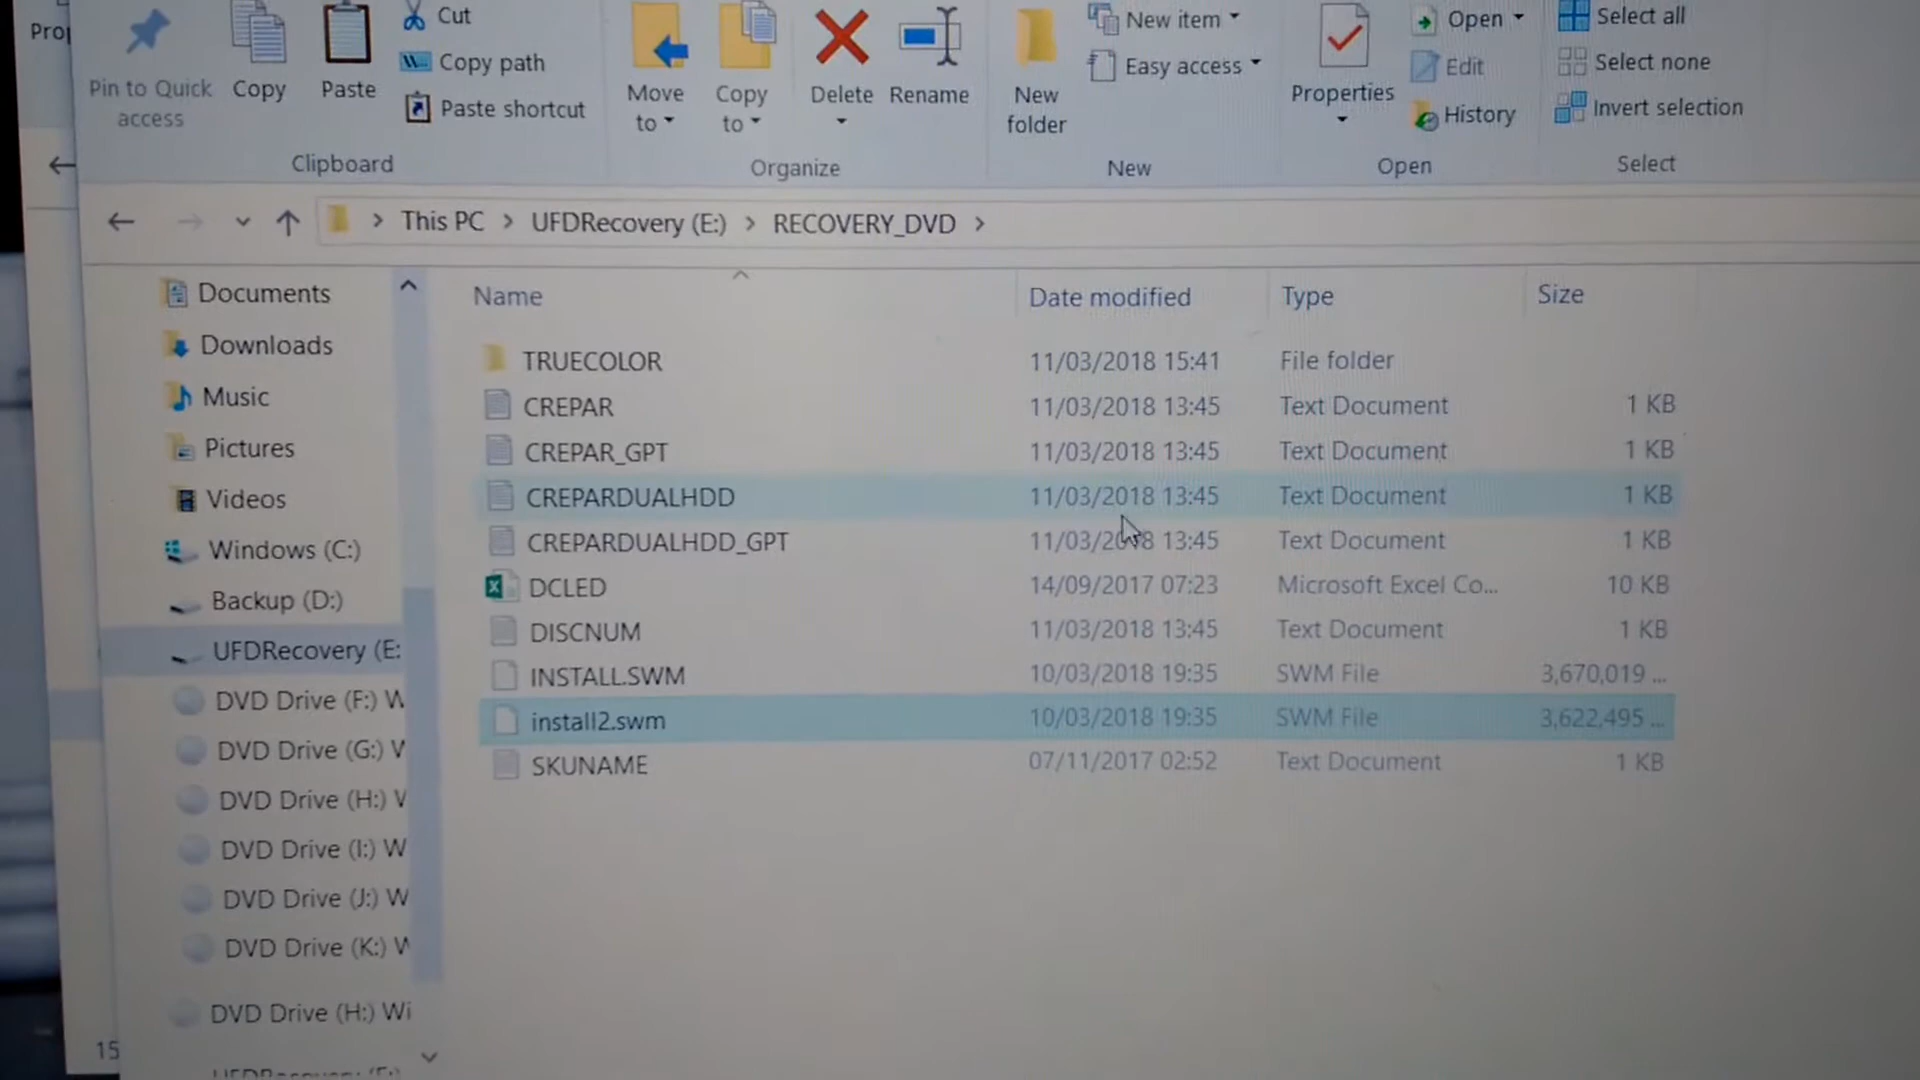 Cut
New item
Open
Select all
Pin to Quick access
Copy
Paste
Copy path
Paste shortcut
Move to
Copy to
Delete
Rename
New folder
Easy access
Properties
Edit
History
Select none
Invert selection
Clipboard
Organize
New
Open
Select
This PC > UFDRecovery (E:) > RECOVERY_DVD >
Documents
Downloads
Music
Pictures
Videos
Windows (C:)
Backup (D:)
UFDRecovery (E:
DVD Drive (F:) W
DVD Drive (G:)
DVD Drive (H:)
DVD Drive (I:) W
DVD Drive (J:) W
DVD Drive (K:)
DVD Drive (H:) Wi
15
Name Date modified Type Size
TRUECOLOR 11/03/2018 15:41 File folder
CREPAR 11/03/2018 13:45 Text Document 1 KB
CREPAR_GPT 11/03/2018 13:45 Text Document 1 KB
CREPARDUALHDD 11/03/2018 13:45 Text Document 1 KB
CREPARDUALHDD_GPT 11/03/2018 13:45 Text Document 1 KB
DCLED 14/09/2017 07:23 Microsoft Excel Co... 10 KB
DISCNUM 11/03/2018 13:45 Text Document 1 KB
INSTALL.SWM 10/03/2018 19:35 SWM File 3,670,019 ...
install2.swm 10/03/2018 19:35 SWM File 3,622,495 ...
SKUNAME 07/11/2017 02:52 Text Document 1 KB